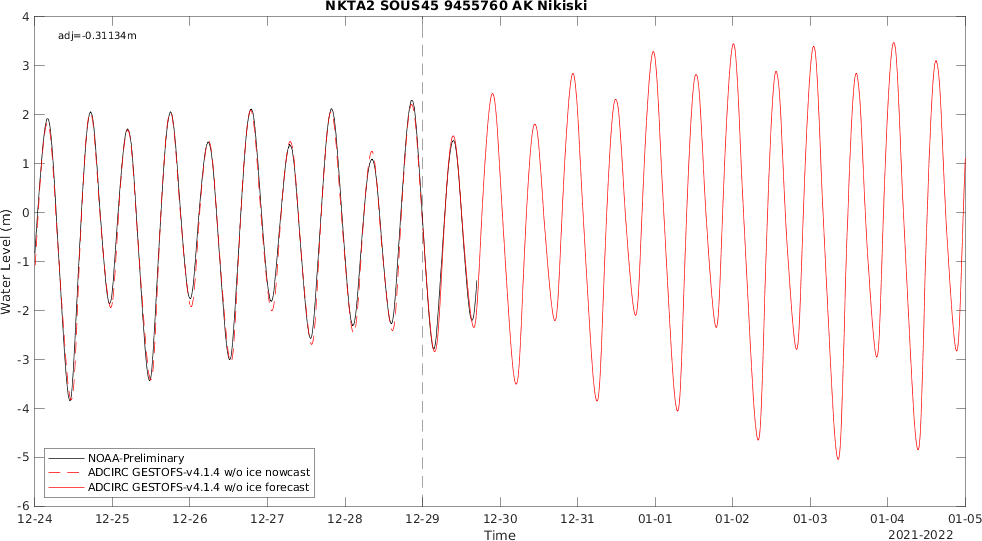 NKTA2 SOUS45 9455760 AK Nikiski
adj=-0.31134m
4
3
2
1
0
-1
-2
-3
-4
-5
-6
Water Level (m)
NOAA-Preliminary
ADCIRC GESTOFS-v4.1.4 w/o ice nowcast
ADCIRC GESTOFS-v4.1.4 w/o ice forecast
12-24 12-25 12-26 12-27 12-28 12-29 12-30 12-31 01-01 01-02 01-03 01-04 01-05
Time
2021-2022